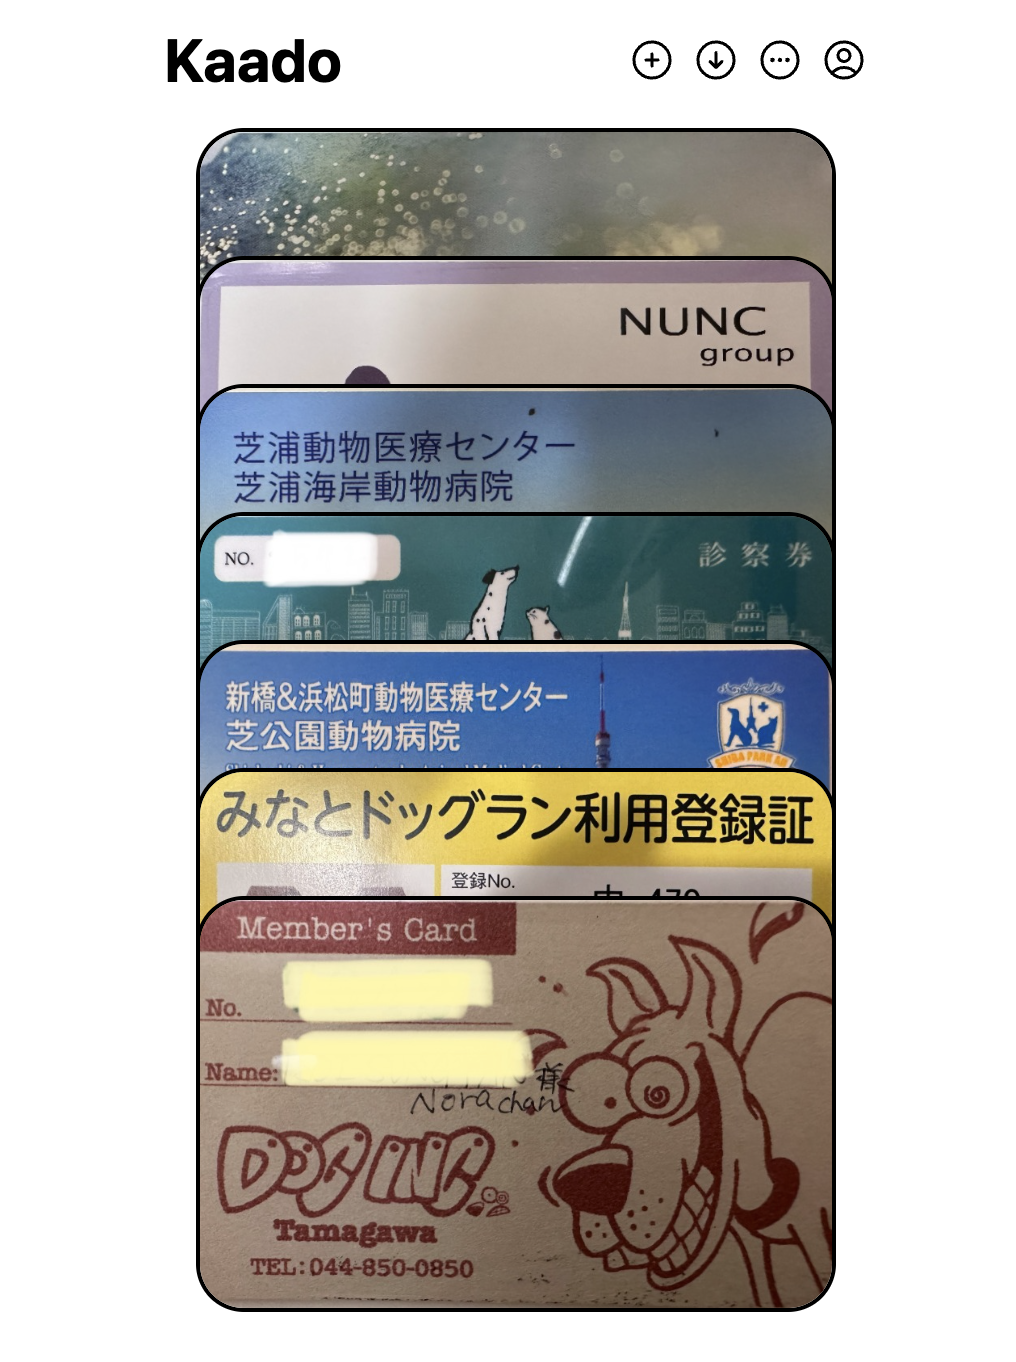 Kaado
NUNC
group
芝浦動物医療センター
芝浦海岸動物病院
NO.
診察券
新橋&浜松町動物医療センター
芝公園動物病院
SHIBA PARK
みなとドッグラン利用登録証
登録No.
Member's Card
No.
Name:
様
Nora chan
DOG INC.
Tamagawa
TEL:044-850-0850